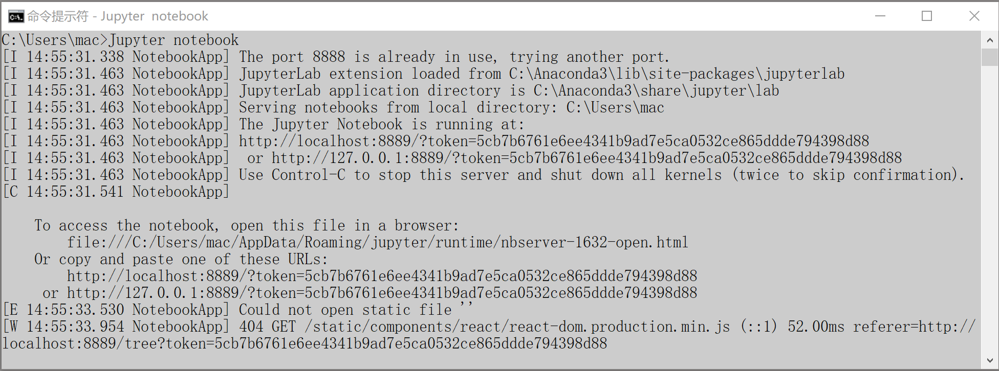 命令提示符 - Jupyter  notebook
C:\Users\mac>Jupyter notebook
[I 14:55:31.338 NotebookApp] The port 8888 is already in use, trying another port.
[I 14:55:31.463 NotebookApp] JupyterLab extension loaded from C:\Anaconda3\lib\site-packages\jupyterlab
[I 14:55:31.463 NotebookApp] JupyterLab application directory is C:\Anaconda3\share\jupyter\lab
[I 14:55:31.463 NotebookApp] Serving notebooks from local directory: C:\Users\mac
[I 14:55:31.463 NotebookApp] The Jupyter Notebook is running at:
[I 14:55:31.463 NotebookApp] http://localhost:8889/?token=5cb7b6761e6ee4341b9ad7e5ca0532ce865ddde794398d88
[I 14:55:31.463 NotebookApp]  or http://127.0.0.1:8889/?token=5cb7b6761e6ee4341b9ad7e5ca0532ce865ddde794398d88
[I 14:55:31.463 NotebookApp] Use Control-C to stop this server and shut down all kernels (twice to skip confirmation).
[C 14:55:31.541 NotebookApp]
To access the notebook, open this file in a browser:
file:///C:/Users/mac/AppData/Roaming/jupyter/runtime/nbserver-1632-open.html
Or copy and paste one of these URLs:
http://localhost:8889/?token=5cb7b6761e6ee4341b9ad7e5ca0532ce865ddde794398d88
or http://127.0.0.1:8889/?token=5cb7b6761e6ee4341b9ad7e5ca0532ce865ddde794398d88
[E 14:55:33.530 NotebookApp] Could not open static file ''
[W 14:55:33.954 NotebookApp] 404 GET /static/components/react/react-dom.production.min.js (::1) 52.00ms referer=http://
localhost:8889/tree?token=5cb7b6761e6ee4341b9ad7e5ca0532ce865ddde794398d88